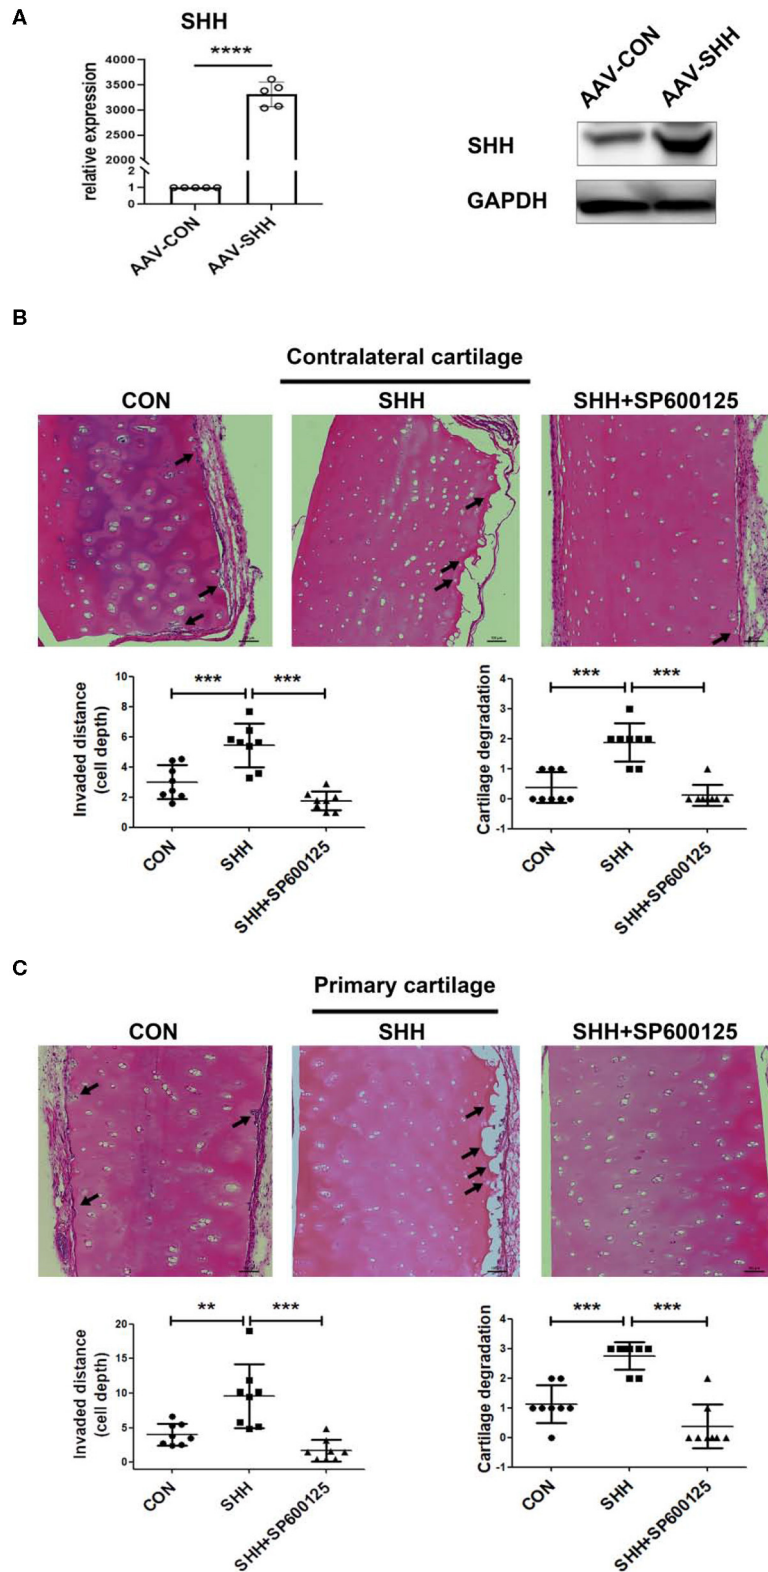 A
SHH
****
relative expression
4000
3500
3000
2500
2000
2
1
0
AAV-CON
AAV-SHH
AAV-CON
AAV-SHH
SHH
GAPDH
B
Contralateral cartilage
CON
SHH
SHH+SP600125
Invaded distance
(cell depth)
10
8
6
4
2
0
***
***
CON
SHH
SHH+SP600125
Cartilage degradation
4
3
2
1
0
-1
***
***
CON
SHH
SHH+SP600125
C
Primary cartilage
CON
SHH
SHH+SP600125
Invaded distance
(cell depth)
20
15
10
5
0
**
***
CON
SHH
SHH+SP600125
Cartilage degradation
4
3
2
1
0
-1
***
***
CON
SHH
SHH+SP600125